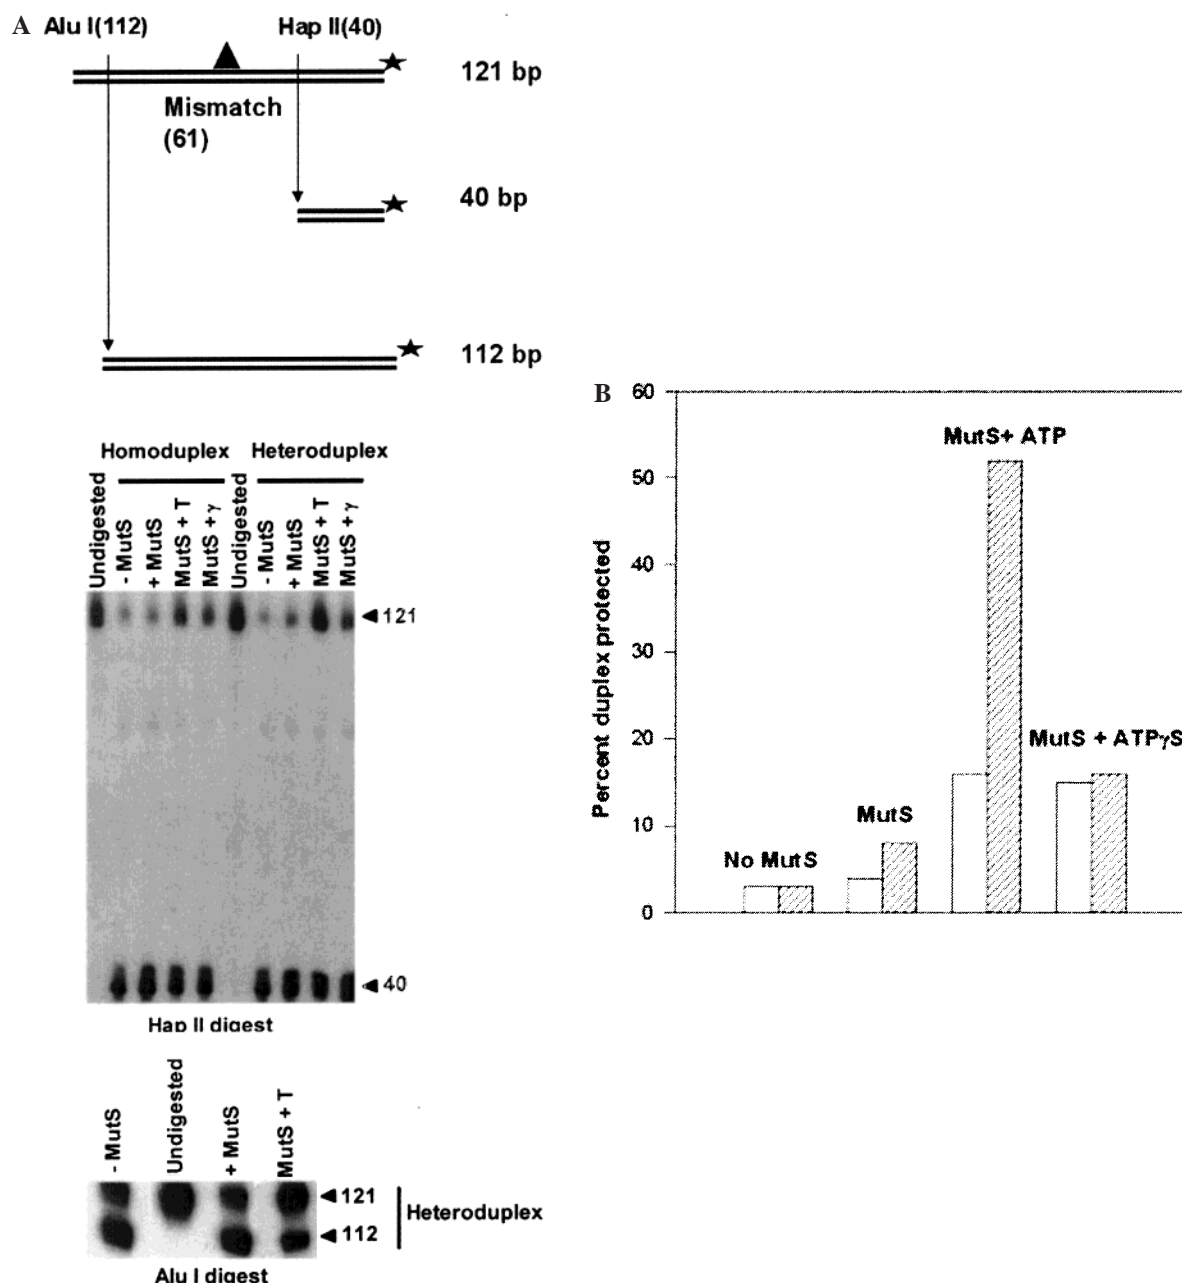 A
Alu I(112)
Hap II(40)
121 bp
Mismatch
(61)
40 bp
112 bp
Homoduplex
Heteroduplex
Undigested
- MutS
+ MutS
MutS + T
MutS +γ
Undigested
- MutS
+ MutS
MutS + T
MutS + γ
121
40
Hap II digest
- MutS
Undigested
+ MutS
MutS + T
121
112
Heteroduplex
Alu I digest
B
Percent duplex protected
60
50
40
30
20
10
0
No MutS
MutS
MutS+ ATP
MutS + ATPγS